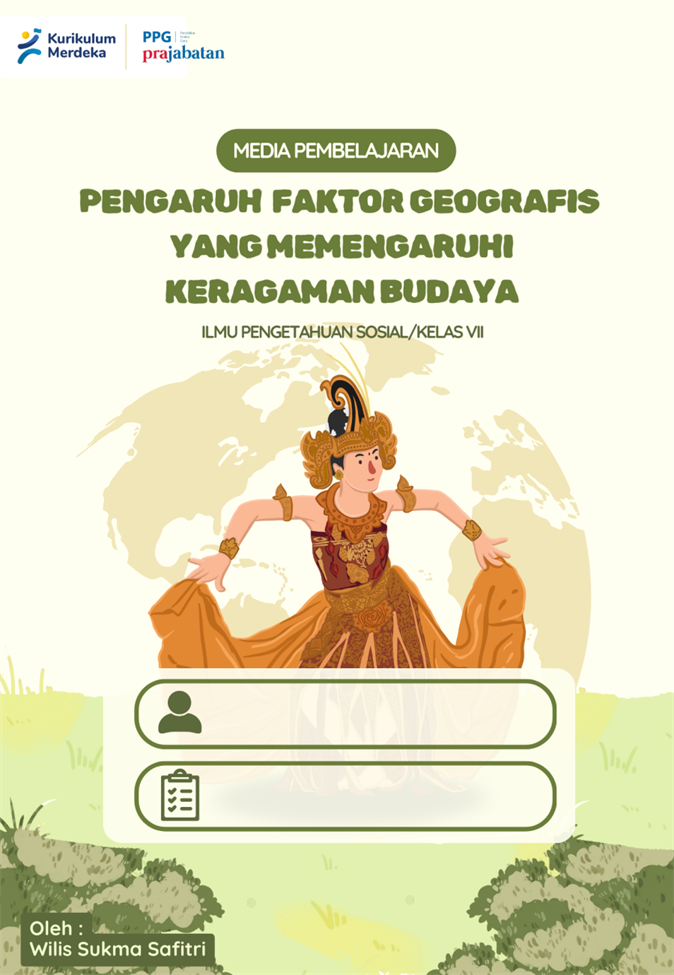 Kurikulum
Merdeka
PPG
prajabatan
MEDIA PEMBELAJARAN
PENGARUH FAKTOR GEOGRAFIS
YANG MEMENGARUHI
KERAGAMAN BUDAYA
ILMU PENGETAHUAN SOSIAL/KELAS VII
Oleh :
Wilis Sukma Safitri